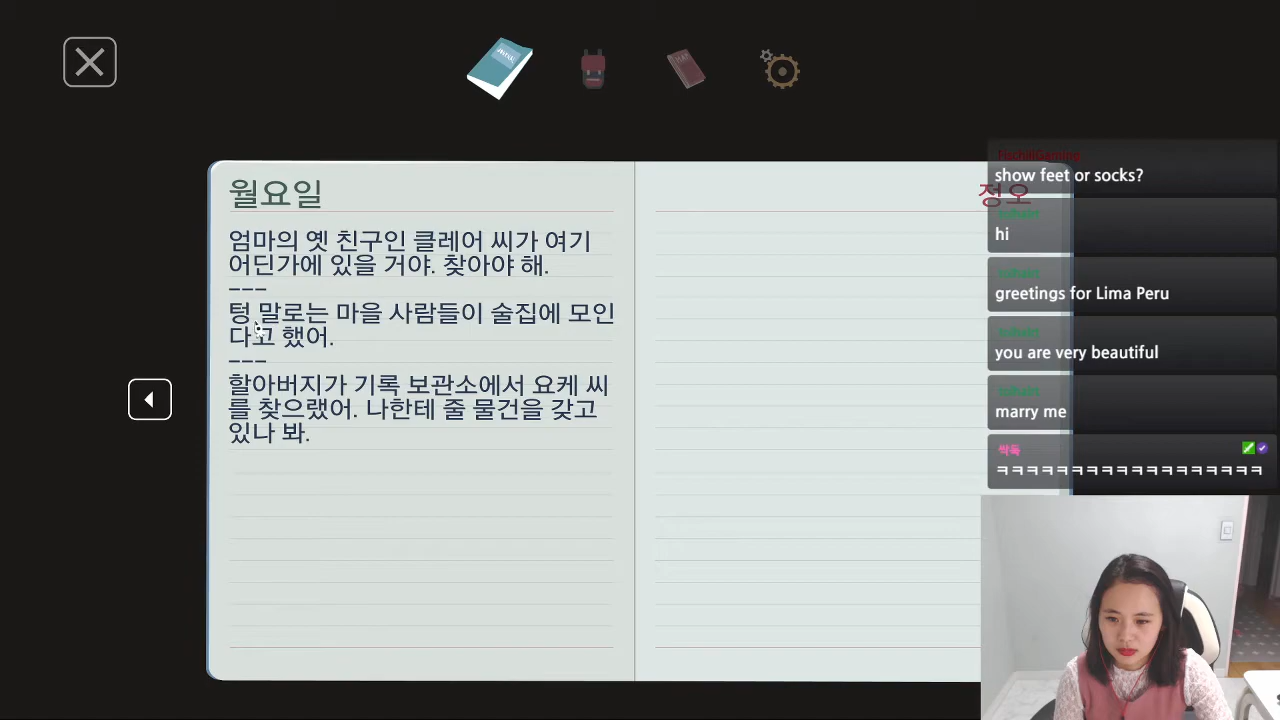 JOURNAL
MAP
월요일
정오
엄마의 옛 친구인 클레어 씨가 여기
어딘가에 있을 거야. 찾아야 해.
---
텅 말로는 마을 사람들이 술집에 모인
다고 했어.
---
할아버지가 기록 보관소에서 요케 씨
를 찾으랬어. 나한테 줄 물건을 갖고
있나 봐.
show feet or socks?
hi
greetings for Lima Peru
you are very beautiful
marry me
싹둑
ㅋㅋㅋㅋㅋㅋㅋㅋㅋㅋㅋㅋㅋㅋㅋㅋㅋㅋ